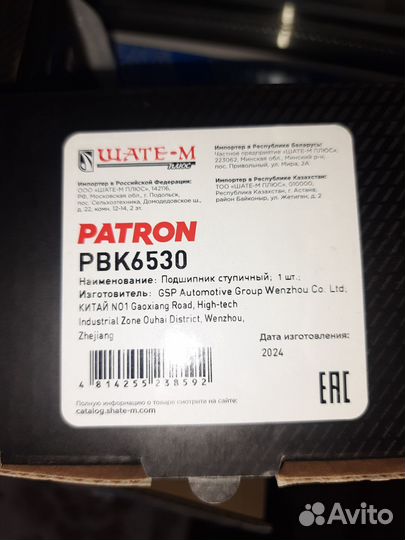 ШАТЕ-М
ПЛЮС
Импортер в Республике Беларусь:
Частное предприятие «ШАТЕ-М ПЛЮС»,
223062, Минская обл., Минский р-н,
пос. Привольный, ул. Мира, 2А
Импортер в Российской Федерации:
ООО «ШАТЕ-М ПЛЮС», 142116,
РФ, Московская обл., г. Подольск,
пос. Сельхозтехника, Домодедовское ш.,
д. 22, комн. 12-14, 2 эт.
Импортер в Республике Казахстан:
ТОО «ШАТЕ-М ПЛЮС», 010000,
Республика Казахстан, г. Астана,
район Байконыр, ул. Жетиген, д. 2
PATRON
PBK6530
Наименование: Подшипник ступичный; 1 шт.;
Изготовитель: GSP Automotive Group Wenzhou Co. Ltd;
КИТАЙ NO1 Gaoxiang Road, High-tech
Industrial Zone Ouhai District, Wenzhou,
Zhejiang
Дата изготовления:
2024
4 814255 238592
EAC
Полную информацию о товаре смотрите на сайте:
catalog.shate-m.com
Avito